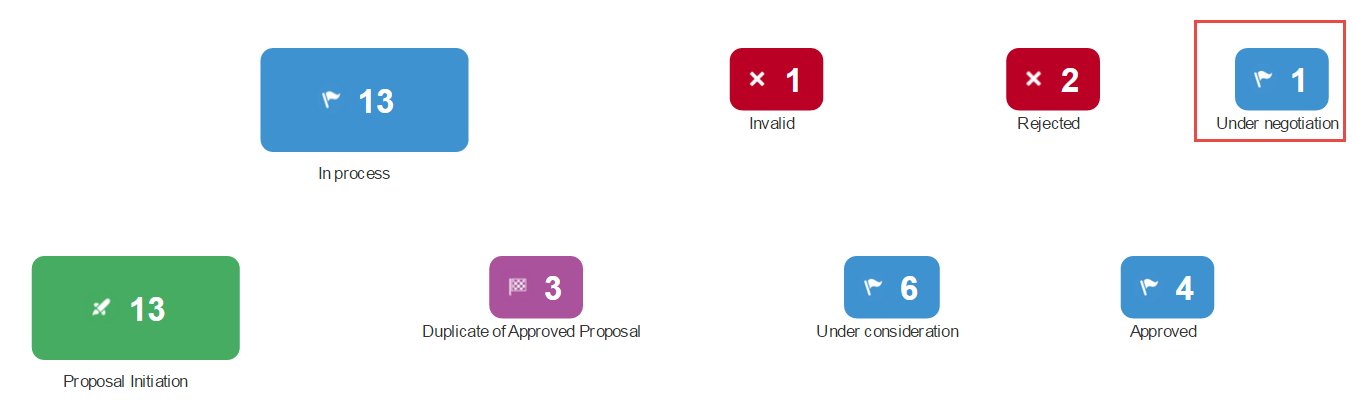 13
In process
1
Invalid
2
Rejected
1
Under negotiation
13
Proposal Initiation
3
Duplicate of Approved Proposal
6
Under consideration
4
Approved